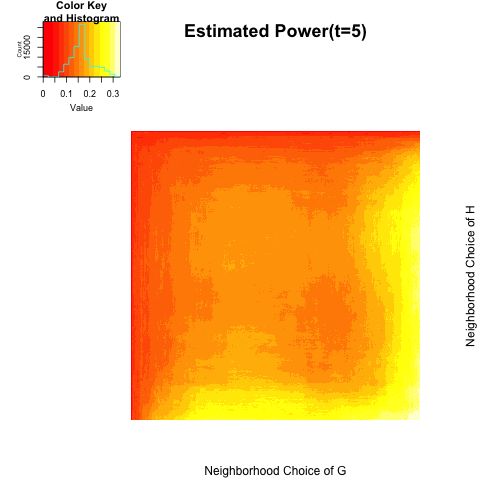 Color Key
and Histogram
Estimated Power(t=5)
Count
0 15000
0 0.1 0.2 0.3
Value
Neighborhood Choice of H
Neighborhood Choice of G